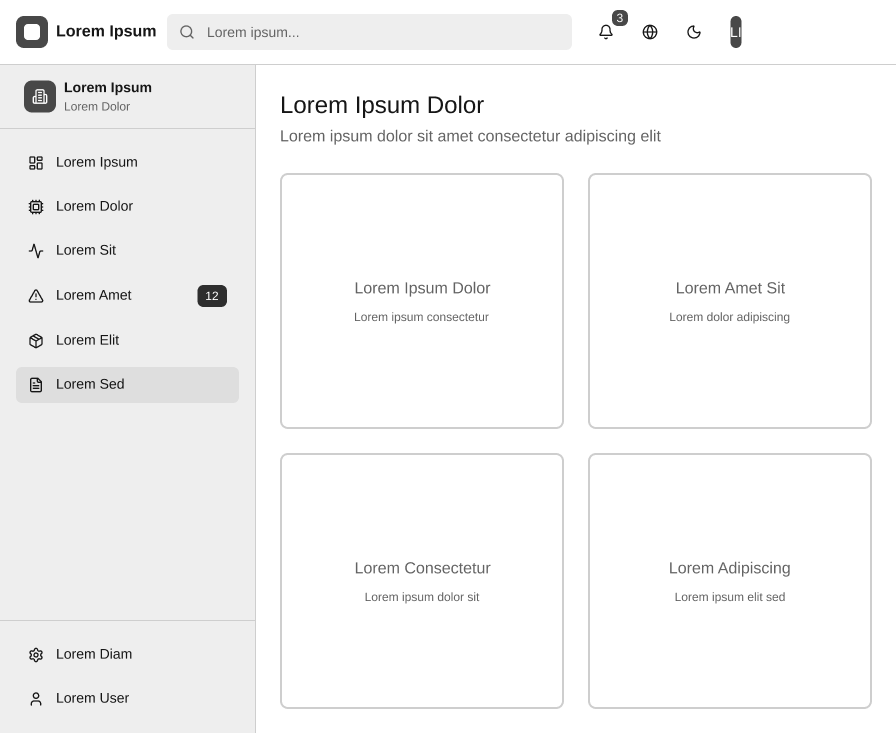 Lorem Ipsum
Lorem ipsum...
3
LI
Lorem Ipsum
Lorem Dolor
Lorem Ipsum
Lorem Dolor
Lorem Sit
Lorem Amet
12
Lorem Elit
Lorem Sed
Lorem Diam
Lorem User
Lorem Ipsum Dolor
Lorem ipsum dolor sit amet consectetur adipiscing elit
Lorem Ipsum Dolor
Lorem ipsum consectetur
Lorem Amet Sit
Lorem dolor adipiscing
Lorem Consectetur
Lorem ipsum dolor sit
Lorem Adipiscing
Lorem ipsum elit sed